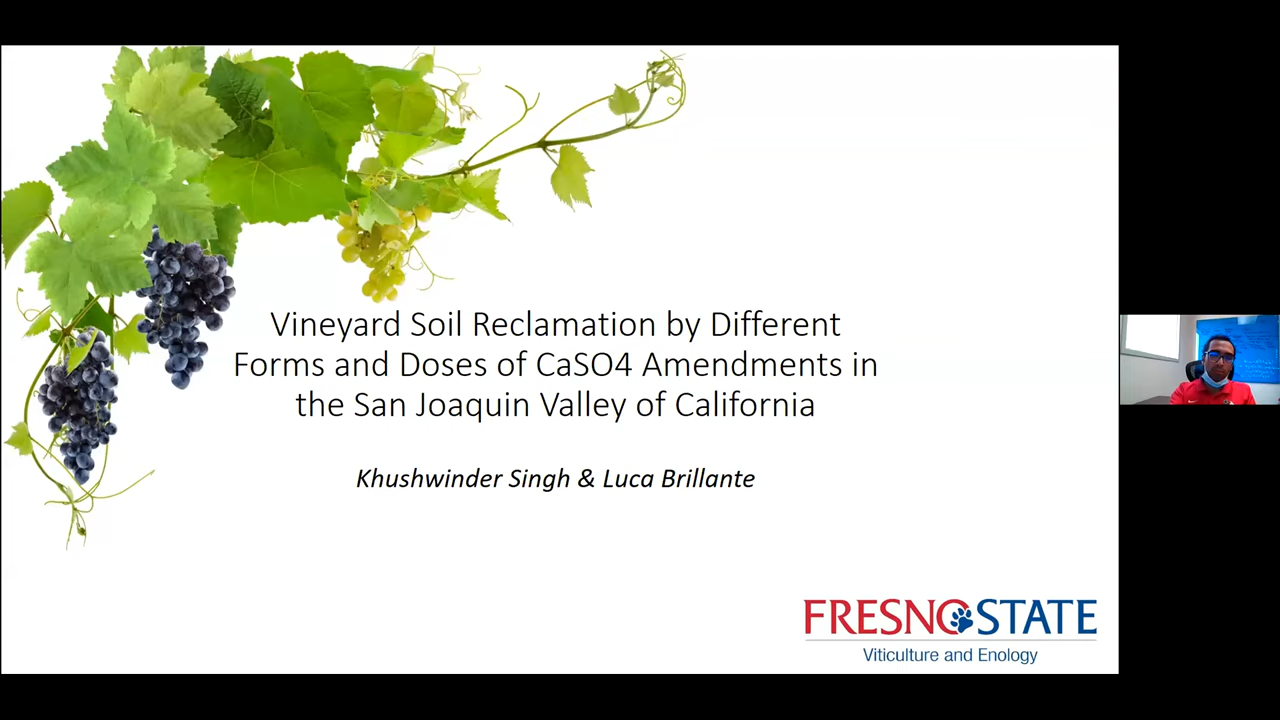 Vineyard Soil Reclamation by Different
Forms and Doses of CaSO4 Amendments in
the San Joaquin Valley of California
Khushwinder Singh & Luca Brillante
FRESNO STATE
Viticulture and Enology